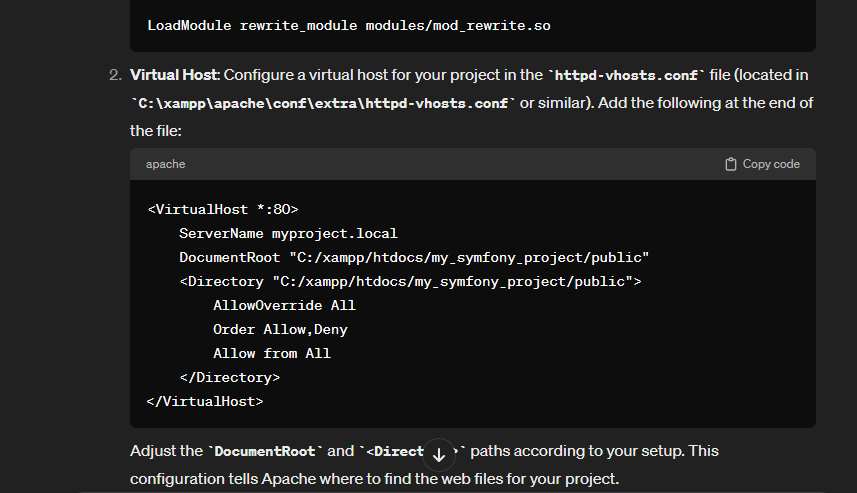 LoadModule rewrite_module modules/mod_rewrite.so
2. Virtual Host: Configure a virtual host for your project in the `httpd-vhosts.conf` file (located in
`C:\xampp\apache\conf\extra\httpd-vhosts.conf` or similar). Add the following at the end of
the file:
apache Copy code
<VirtualHost *:80>
    ServerName myproject.local
    DocumentRoot "C:/xampp/htdocs/my_symfony_project/public"
    <Directory "C:/xampp/htdocs/my_symfony_project/public">
        AllowOverride All
        Order Allow,Deny
        Allow from All
    </Directory>
</VirtualHost>
Adjust the `DocumentRoot` and `<Direct >` paths according to your setup. This
configuration tells Apache where to find the web files for your project.